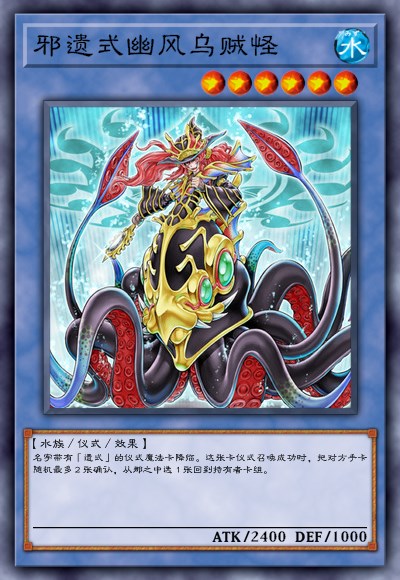 邪遗式幽风乌贼怪
水
【水族／仪式／效果】
名字带有「遗式」的仪式魔法卡降临。这张卡仪式召唤成功时，把对方手卡
随机最多２张确认，从那之中选１张回到持有者卡组。
ATK/2400 DEF/1000